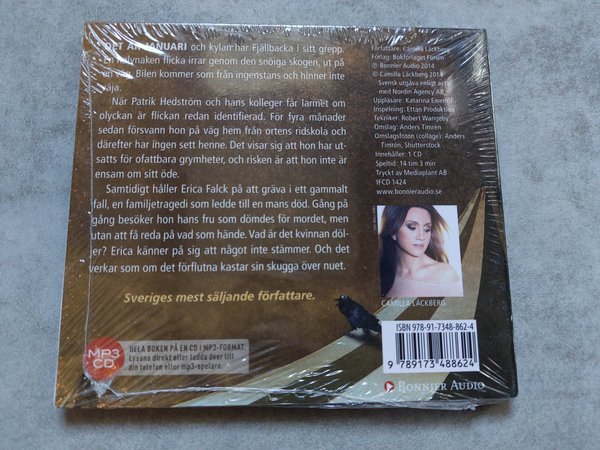 DET ÄR JANUARI och kylan har Fjällbacka i sitt grepp.
En halvnaken flicka irrar genom den snöiga skogen, ut på
en väg. Bilen kommer som från ingenstans och hinner inte
väja.
När Patrik Hedström och hans kolleger får larmet om
olyckan är flickan redan identifierad. För fyra månader
sedan försvann hon på väg hem från ortens ridskola och
därefter har ingen sett henne. Det visar sig att hon har ut-
satts för ofattbara grymheter, och risken är att hon inte är
ensam om sitt öde.
Samtidigt håller Erica Falck på att gräva i ett gammalt
fall, en familjetragedi som ledde till en mans död. Gång på
gång besöker hon hans fru som dömdes för mordet, men
utan att få reda på vad som hände. Vad är det kvinnan döl-
jer? Erica känner på sig att något inte stämmer. Och det
verkar som om det förflutna kastar sin skugga över nuet.
Sveriges mest säljande författare.
MP3
CD
HELA BOKEN PÅ EN CD I MP3-FORMAT.
Lyssna direkt eller ladda över till
din telefon eller mp3-spelare.
Författare: Camilla Läckberg
Förlag: Bokförlaget Forum
℗ Bonnier Audio 2014
© Camilla Läckberg 2014
Svensk utgåva enligt avtal
med Nordin Agency AB
Uppläsare: Katarina Ewerlöf
Inspelning: Ettan Produktion
Tekniker: Robert Wangeby
Omslag: Anders Timrén
Omslagsfoton (collage): Anders
Timrén, Shutterstock
Innehåller: 1 CD
Speltid: 14 tim 3 min
Tryckt av Mediaplant AB
IFCD 1424
www.bonnieraudio.se
CAMILLA LÄCKBERG
ISBN 978-91-7348-862-4
9 789173 488624
BONNIER AUDIO